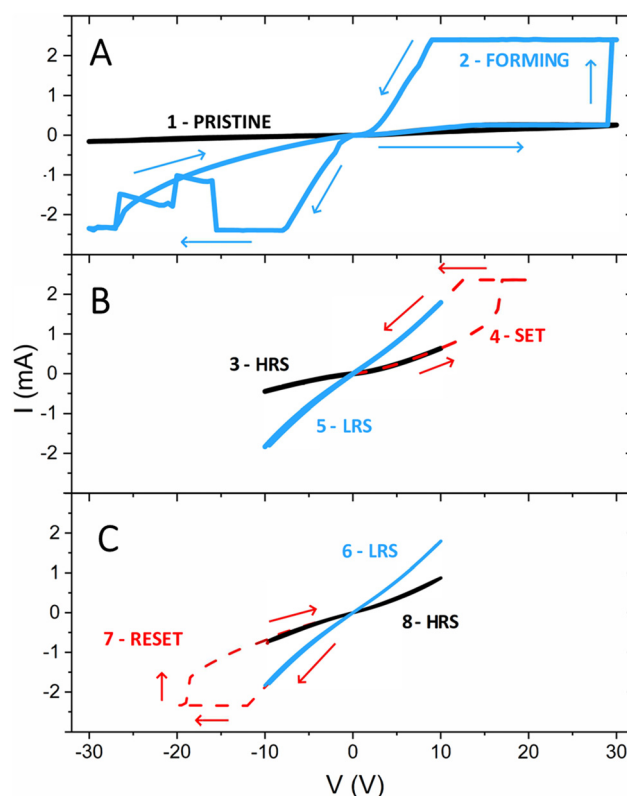 A
2
1
0
-1
-2
2 - FORMING
1 - PRISTINE
B
2
1
0
-1
-2
I (mA)
4 - SET
3 - HRS
5 - LRS
C
2
1
0
-1
-2
6 - LRS
7 - RESET
8 - HRS
-30 -20 -10 0 10 20 30
V (V)